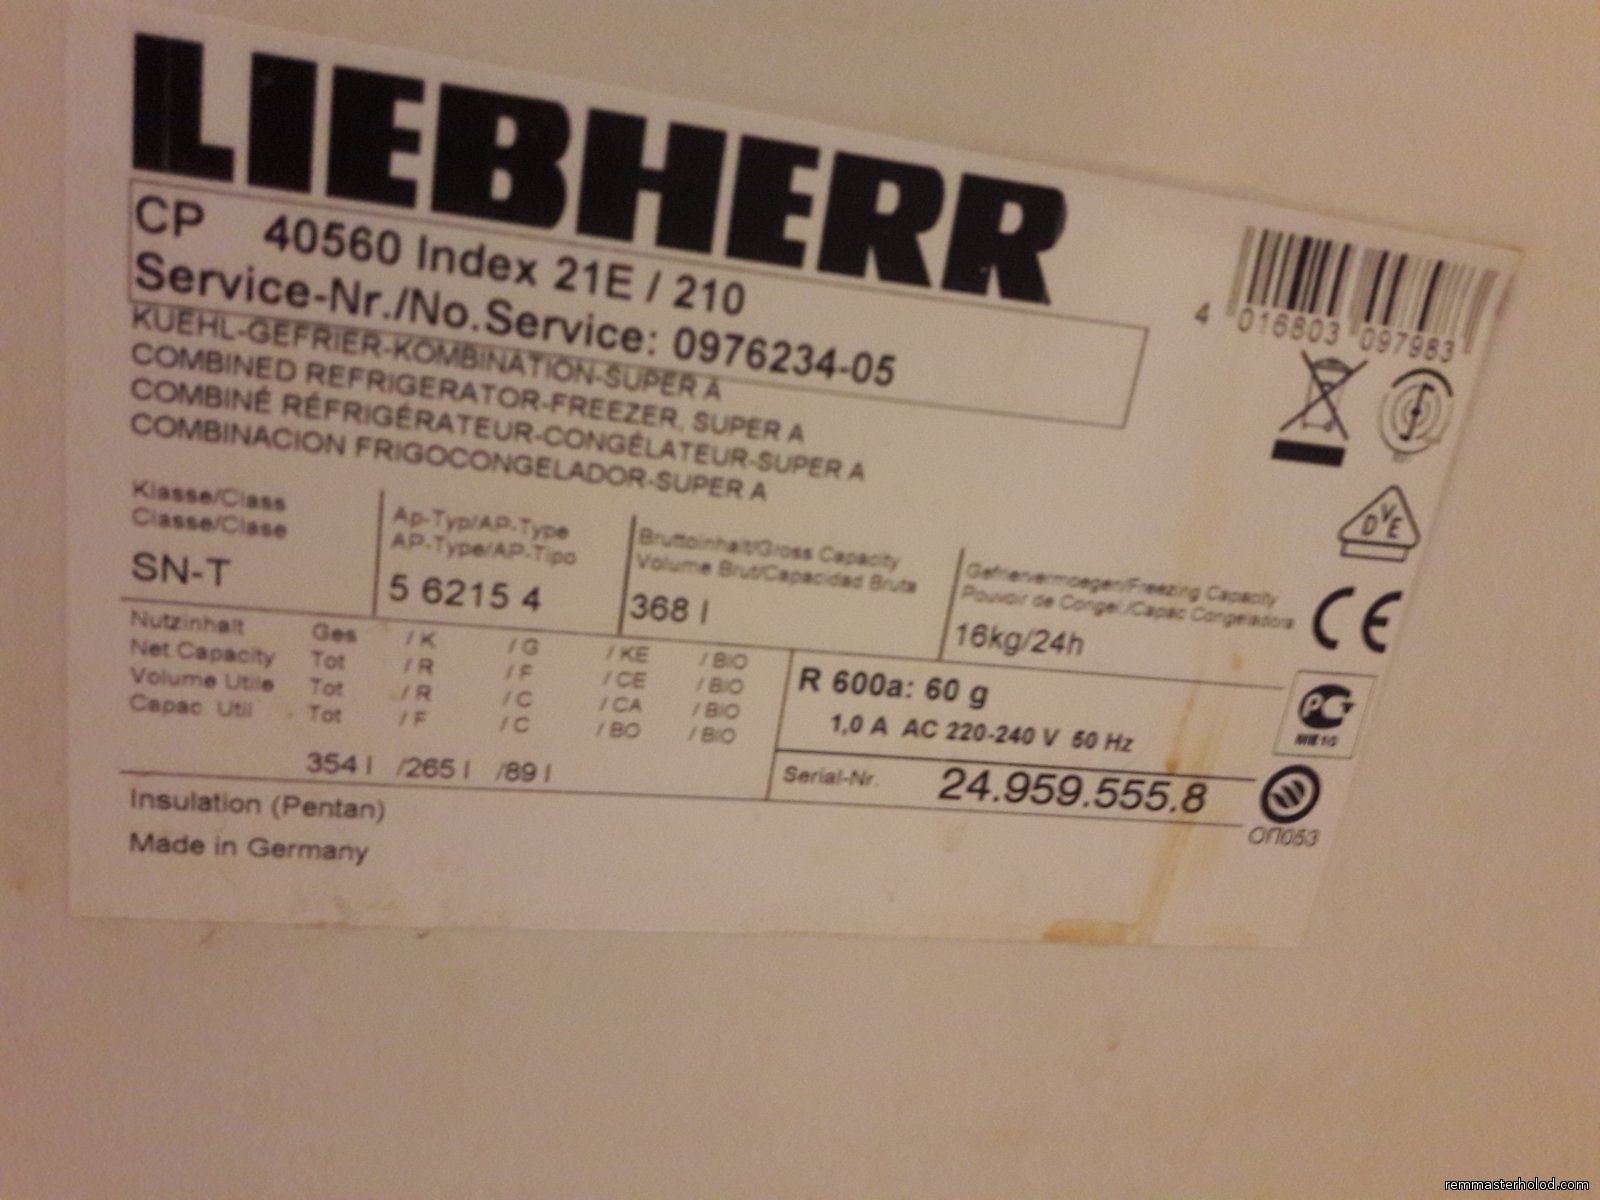 LIEBHERR
CP 40560 Index 21E / 210
Service-Nr./No.Service: 0976234-05
KUEHL-GEFRIER-KOMBINATION-SUPER A
COMBINED REFRIGERATOR-FREEZER, SUPER A
COMBINÉ RÉFRIGÉRATEUR-CONGÉLATEUR-SUPER A
COMBINACION FRIGOCONGELADOR-SUPER A
4 016803 097983
DVE
Klasse/Class
Classe/Clase
SN-T
Ap-Typ/AP-Type
AP-Type/AP-Tipo
5 6215 4
Bruttoinhalt/Gross Capacity
Volume Brut/Capacidad Bruta
368 l
Gefriervermoegen/Freezing Capacity
Pouvoir de Congel./Capac Congeladora
16kg/24h
CE
Nutzinhalt Ges / K / G / KE / BIO
Net.Capacity Tot / R / F / CE / BIO
Volume Utile Tot / R / C / CA / BIO
Capac. Util Tot / F / C / BO / BIO
354 l /265 l /89 l
R 600a: 60 g
1,0 A AC 220-240 V 50 Hz
Serial-Nr. 24.959.555.8
PCT
ME10
ОП053
Insulation (Pentan)
Made in Germany
remmasterholod.com